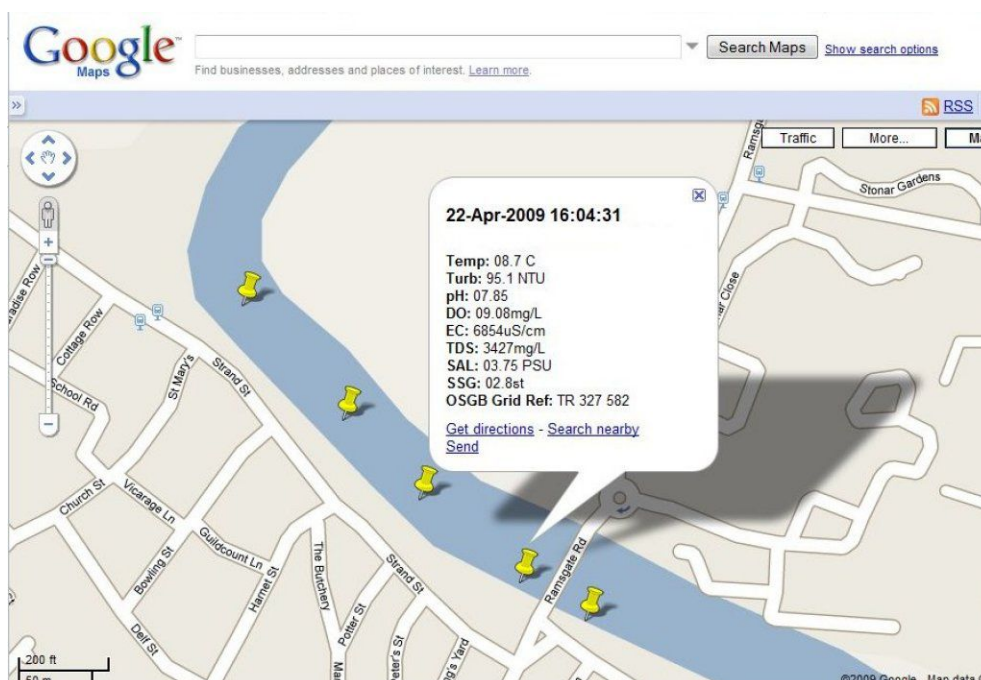 Google™
Maps
Search Maps
Show search options
Find businesses, addresses and places of interest. Learn more.
»
RSS
Traffic
More...
Stonar Gardens
22-Apr-2009 16:04:31
Temp: 08.7 C
Turb: 95.1 NTU
pH: 07.85
DO: 09.08mg/L
EC: 6854uS/cm
TDS: 3427mg/L
SAL: 03.75 PSU
SSG: 02.8st
OSGB Grid Ref: TR 327 582
Get directions - Search nearby
Send
Cottage Row
School Rd
St Mary's
Strand St
Church St
Vicarage Ln
Guildcount Ln
Bowling St
Harnet St
The Butchery
Strand St
Potter St
Delf St
Ramsgate Rd
200 ft
©2009 Google - Map data